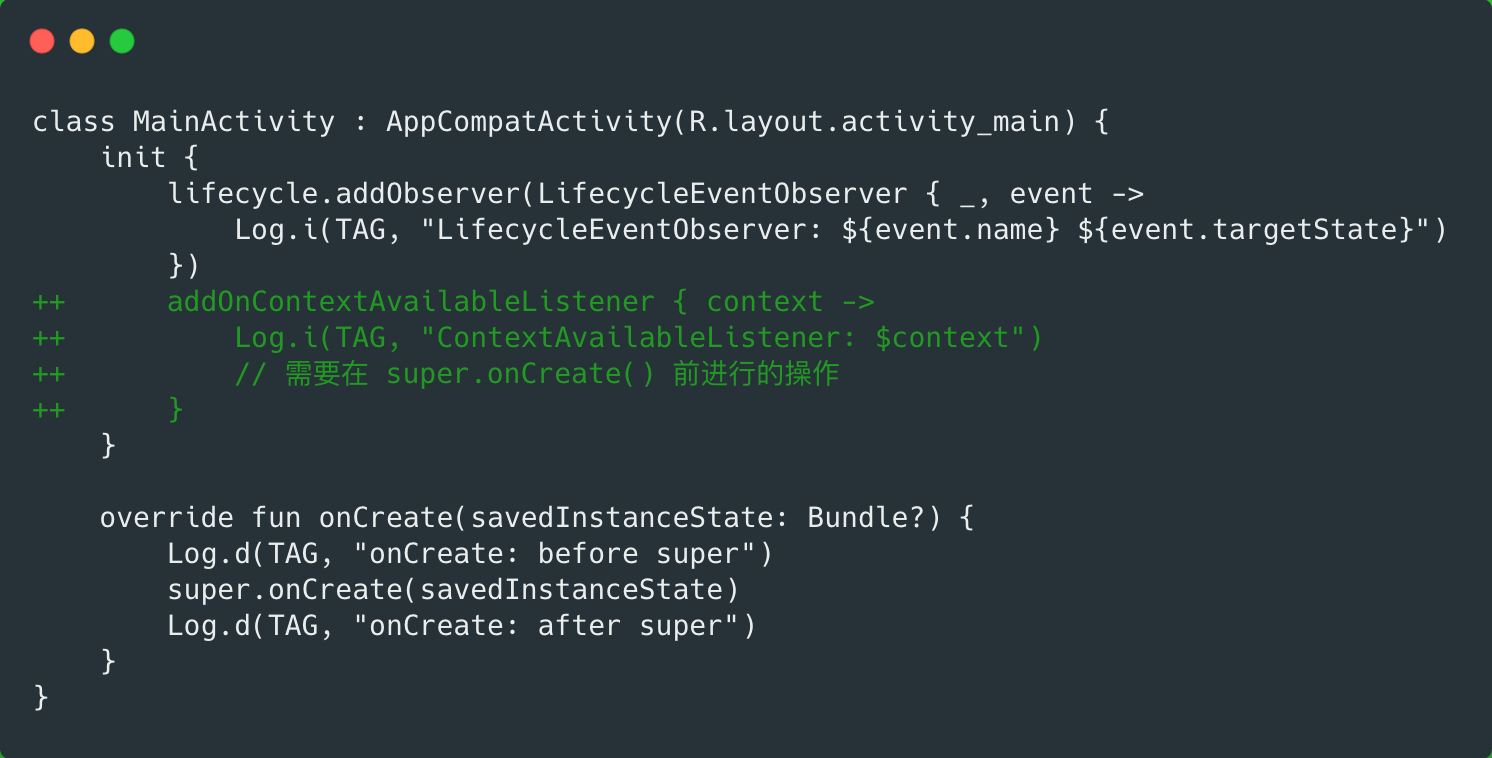 class MainActivity : AppCompatActivity(R.layout.activity_main) {
    init {
        lifecycle.addObserver(LifecycleEventObserver { _, event ->
            Log.i(TAG, "LifecycleEventObserver: ${event.name} ${event.targetState}")
        })
++      addOnContextAvailableListener { context ->
++          Log.i(TAG, "ContextAvailableListener: $context")
++          // 需要在 super.onCreate() 前进行的操作
++      }
    }
    override fun onCreate(savedInstanceState: Bundle?) {
        Log.d(TAG, "onCreate: before super")
        super.onCreate(savedInstanceState)
        Log.d(TAG, "onCreate: after super")
    }
}